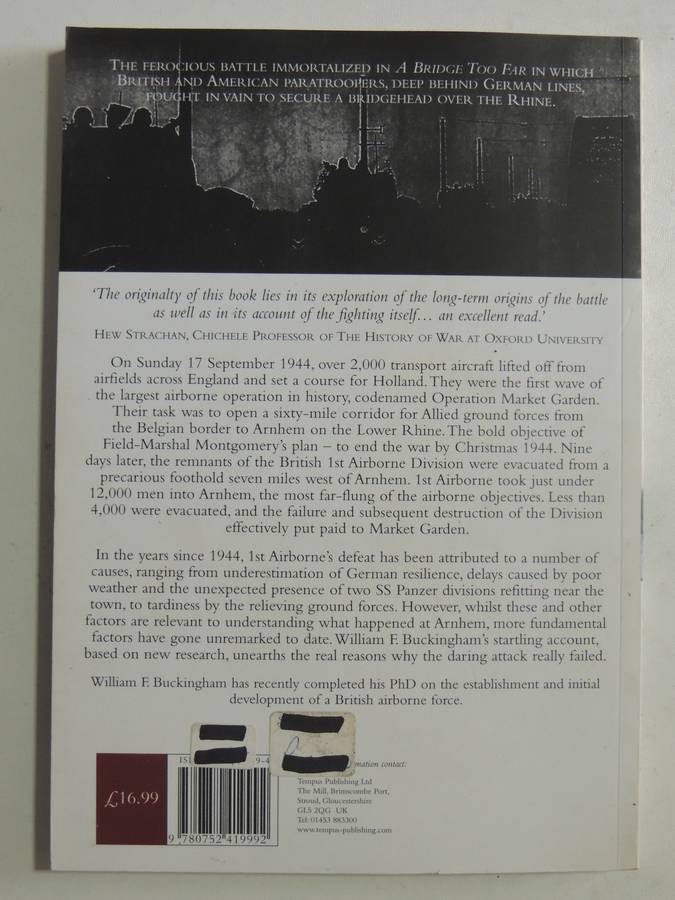 THE FEROCIOUS BATTLE IMMORTALIZED IN A BRIDGE TOO FAR IN WHICH
BRITISH AND AMERICAN PARATROOPERS, DEEP BEHIND GERMAN LINES,
FOUGHT IN VAIN TO SECURE A BRIDGEHEAD OVER THE RHINE.
'The originalty of this book lies in its exploration of the long-term origins of the battle
as well as in its account of the fighting itself... an excellent read.'
HEW STRACHAN, CHICHELE PROFESSOR OF THE HISTORY OF WAR AT OXFORD UNIVERSITY
On Sunday 17 September 1944, over 2,000 transport aircraft lifted off from
airfields across England and set a course for Holland. They were the first wave of
the largest airborne operation in history, codenamed Operation Market Garden.
Their task was to open a sixty-mile corridor for Allied ground forces from
the Belgian border to Arnhem on the Lower Rhine. The bold objective of
Field-Marshal Montgomery's plan – to end the war by Christmas 1944. Nine
days later, the remnants of the British 1st Airborne Division were evacuated from a
precarious foothold seven miles west of Arnhem. 1st Airborne took just under
12,000 men into Arnhem, the most far-flung of the airborne objectives. Less than
4,000 were evacuated, and the failure and subsequent destruction of the Division
effectively put paid to Market Garden.
In the years since 1944, 1st Airborne's defeat has been attributed to a number of
causes, ranging from underestimation of German resilience, delays caused by poor
weather and the unexpected presence of two SS Panzer divisions refitting near the
town, to tardiness by the relieving ground forces. However, whilst these and other
factors are relevant to understanding what happened at Arnhem, more fundamental
factors have gone unremarked to date. William F. Buckingham's startling account,
based on new research, unearths the real reasons why the daring attack really failed.
William F. Buckingham has recently completed his PhD on the establishment and initial
development of a British airborne force.
contact:
£16.99
Tempus Publishing Ltd
The Mill, Brimscombe Port,
Stroud, Gloucestershire
GL5 2QG UK
Tel: 01453 883300
www.tempus-publishing.com
9 780752 419992